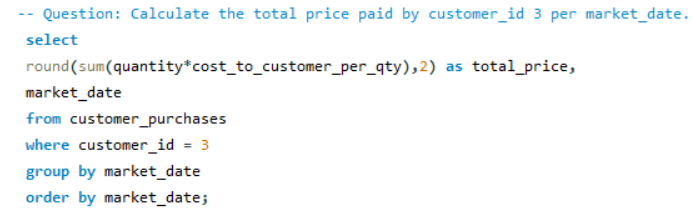 -- Question: Calculate the total price paid by customer_id 3 per market_date.
select
round(sum(quantity*cost_to_customer_per_qty),2) as total_price,
market_date
from customer_purchases
where customer_id = 3
group by market_date
order by market_date;